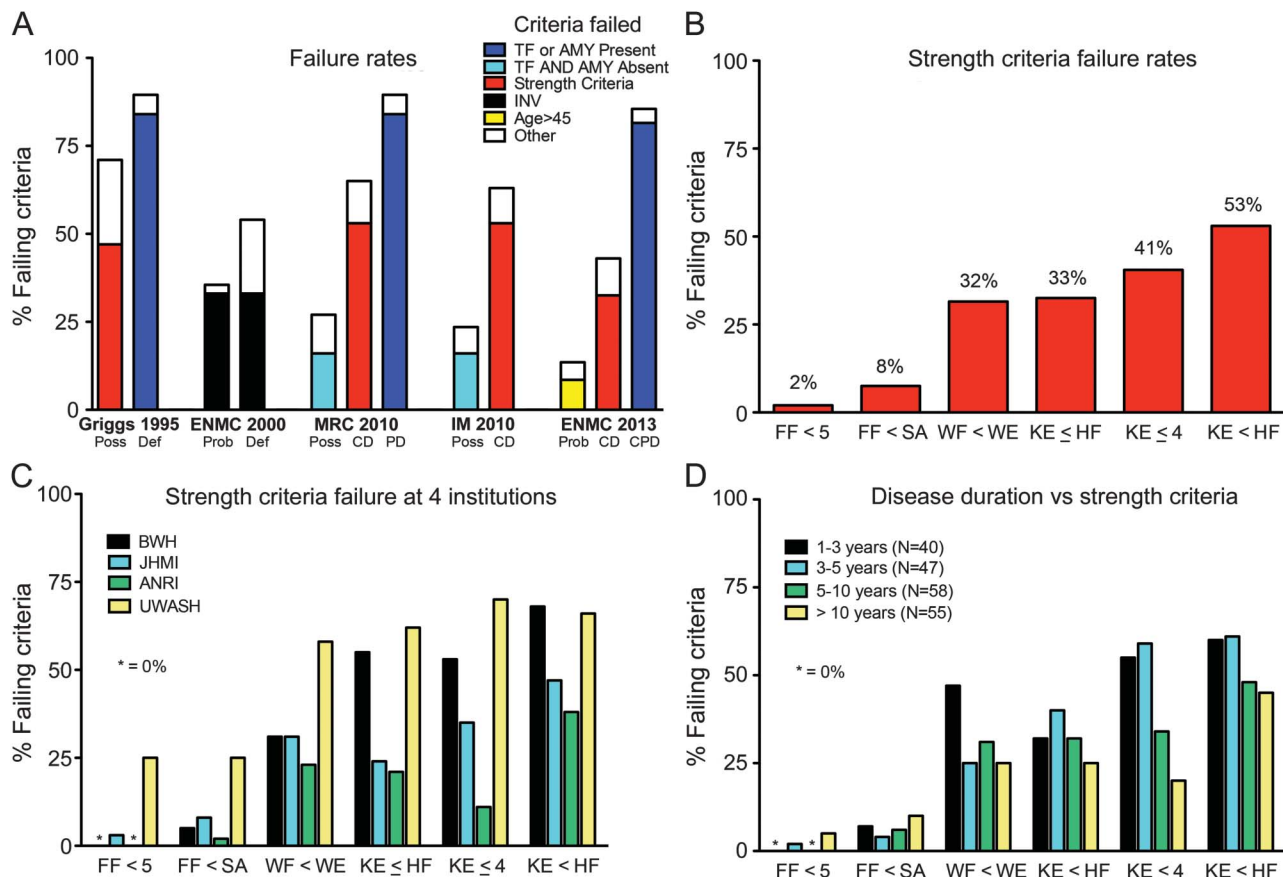 A
Failure rates
Criteria failed
TF or AMY Present
TF AND AMY Absent
Strength Criteria
INV
Age>45
Other
% Failing criteria
100
75
50
25
0
Griggs 1995 ENMC 2000 MRC 2010 IM 2010 ENMC 2013
Poss Def Prob Def Poss CD PD Poss CD Prob CD CPD
B
Strength criteria failure rates
% Failing criteria
100
75
50
25
0
2% 8% 32% 33% 41% 53%
FF < 5 FF < SA WF < WE KE ≤ HF KE ≤ 4 KE < HF
C
Strength criteria failure at 4 institutions
BWH
JHMI
ANRI
UWASH
* = 0%
% Failing criteria
100
75
50
25
0
* *
FF < 5 FF < SA WF < WE KE ≤ HF KE ≤ 4 KE < HF
D
Disease duration vs strength criteria
1-3 years (N=40)
3-5 years (N=47)
5-10 years (N=58)
> 10 years (N=55)
* = 0%
% Failing criteria
100
75
50
25
0
* *
FF < 5 FF < SA WF < WE KE ≤ HF KE ≤ 4 KE < HF